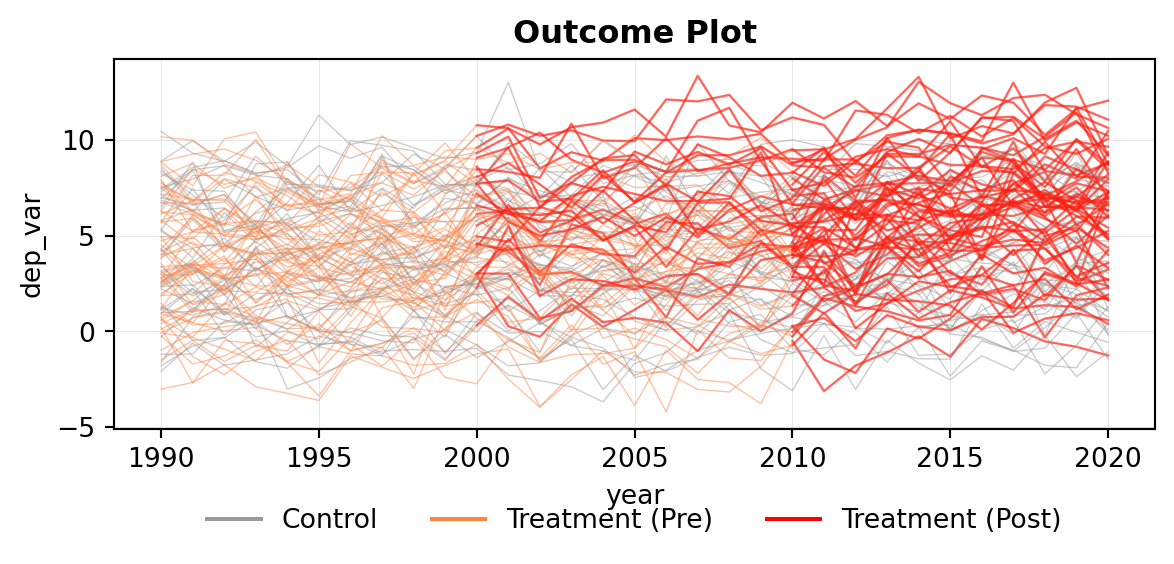 Outcome Plot
dep_var
10
5
0
−5
1990 1995 2000 2005 2010 2015 2020
year
Control Treatment (Pre) Treatment (Post)